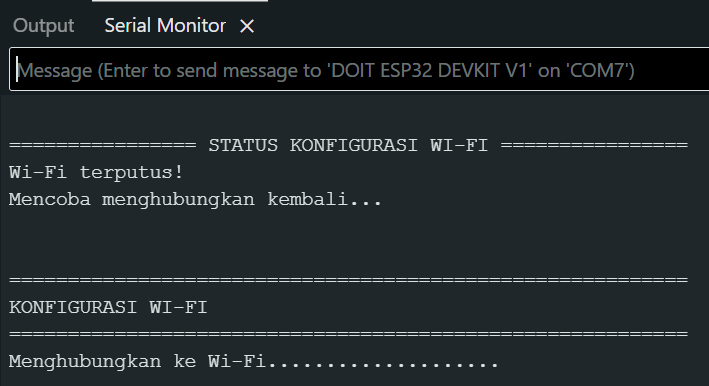 Output Serial Monitor ×
Message (Enter to send message to 'DOIT ESP32 DEVKIT V1' on 'COM7')
================ STATUS KONFIGURASI WI-FI ================
Wi-Fi terputus!
Mencoba menghubungkan kembali...
==========================================================
KONFIGURASI WI-FI
==========================================================
Menghubungkan ke Wi-Fi....................